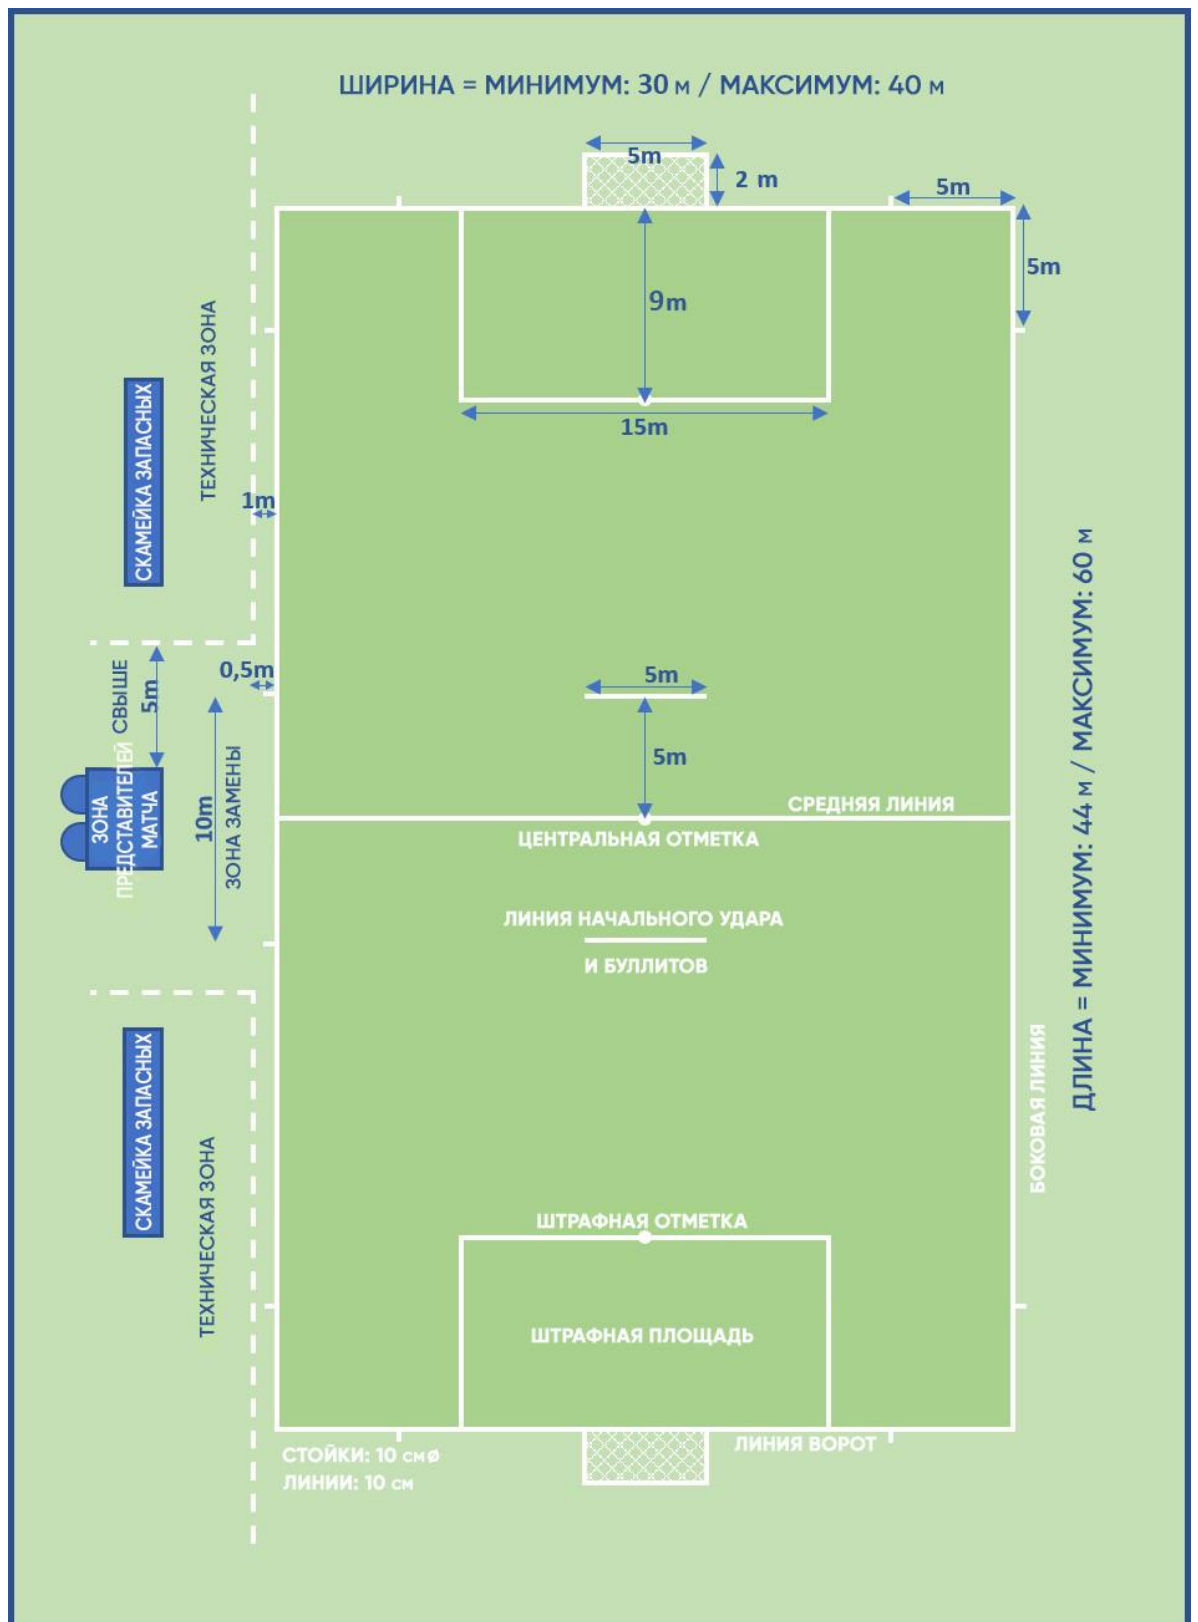 ШИРИНА = МИНИМУМ: 30 м / МАКСИМУМ: 40 м
5m
2 m
5m
5m
9m
15m
ТЕХНИЧЕСКАЯ ЗОНА
СКАМЕЙКА ЗАПАСНЫХ
1m
ДЛИНА = МИНИМУМ: 44 м / МАКСИМУМ: 60 м
0,5m
СВЫШЕ
5m
5m
5m
ЗОНА
ПРЕДСТАВИТЕЛЕЙ
МАТЧА
10m
ЗОНА ЗАМЕНЫ
СРЕДНЯЯ ЛИНИЯ
ЦЕНТРАЛЬНАЯ ОТМЕТКА
ЛИНИЯ НАЧАЛЬНОГО УДАРА
И БУЛЛИТОВ
СКАМЕЙКА ЗАПАСНЫХ
ТЕХНИЧЕСКАЯ ЗОНА
БОКОВАЯ ЛИНИЯ
ШТРАФНАЯ ОТМЕТКА
ШТРАФНАЯ ПЛОЩАДЬ
ЛИНИЯ ВОРОТ
СТОЙКИ: 10 смø
ЛИНИИ: 10 см